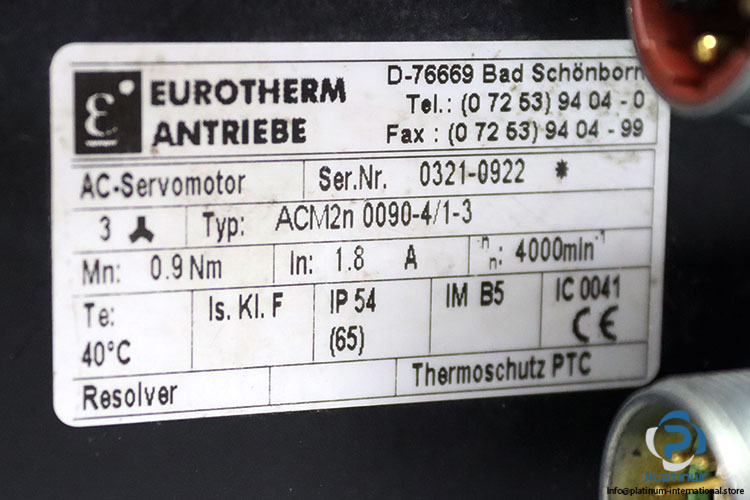 EUROTHERM
ANTRIEBE
D-76669 Bad Schönborn
Tel.: (0 72 53) 94 04 - 0
Fax : (0 72 53) 94 04 - 99
AC-Servomotor Ser.Nr. 0321-0922 *
3 Typ: ACM2n 0090-4/1-3
Mn: 0.9 Nm In: 1.8 A n: 4000min⁻¹
Te: 40°C Is. Kl. F IP 54 (65) IM B5 IC 0041
CE
Resolver Thermoschutz PTC
PLATINUM
Info@platinum-international.store